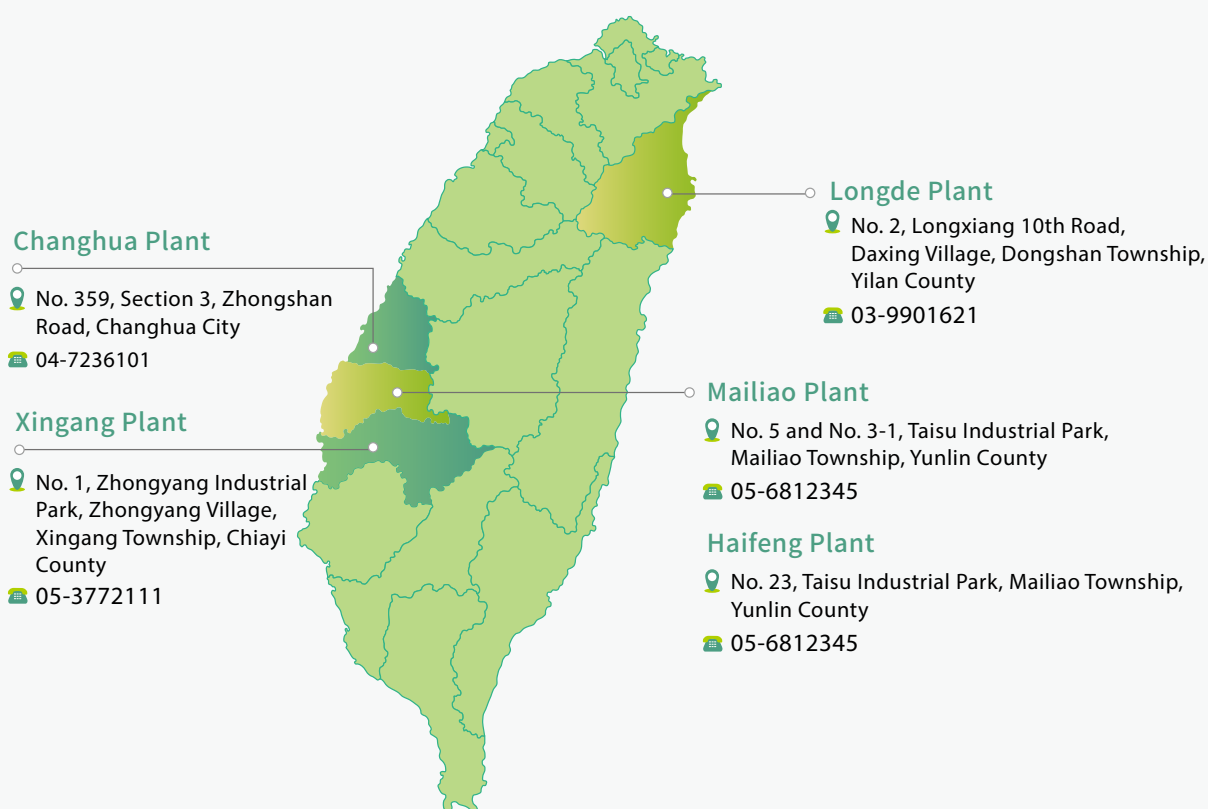 Changhua Plant
No. 359, Section 3, Zhongshan
Road, Changhua City
04-7236101
Xingang Plant
No. 1, Zhongyang Industrial
Park, Zhongyang Village,
Xingang Township, Chiayi
County
05-3772111
Longde Plant
No. 2, Longxiang 10th Road,
Daxing Village, Dongshan Township,
Yilan County
03-9901621
Mailiao Plant
No. 5 and No. 3-1, Taisu Industrial Park,
Mailiao Township, Yunlin County
05-6812345
Haifeng Plant
No. 23, Taisu Industrial Park, Mailiao Township,
Yunlin County
05-6812345